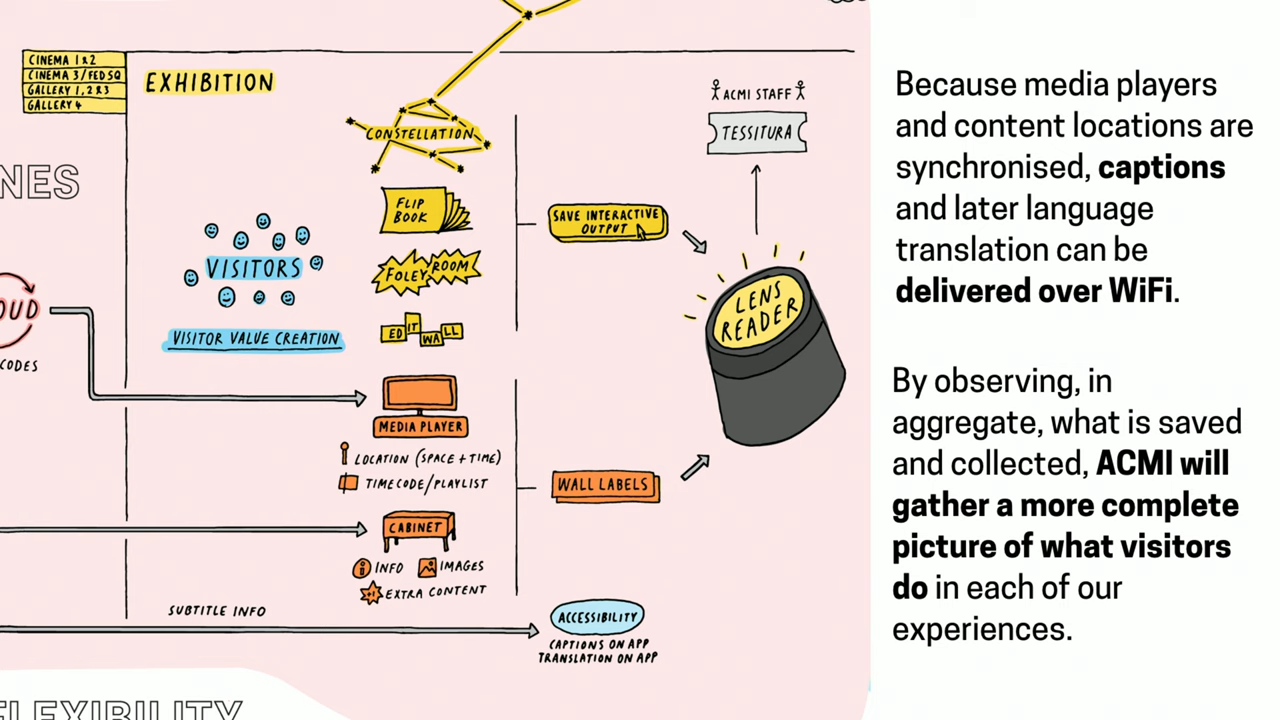 CINEMA 1&2
CINEMA 3/FED SQ
GALLERY 1, 2 & 3
GALLERY 4
EXHIBITION
CONSTELLATION
FLIP
BOOK
FOLEY ROOM
EDIT WALL
VISITORS
VISITOR VALUE CREATION
MEDIA PLAYER
LOCATION (SPACE + TIME)
TIMECODE/PLAYLIST
CABINET
INFO
IMAGES
+1
EXTRA CONTENT
SUBTITLE INFO
SAVE INTERACTIVE
OUTPUT
WALL LABELS
ACCESSIBILITY
CAPTIONS ON APP
TRANSLATION ON APP
ACMI STAFF
TESSITURA
LENS
READER
NES
OUD
CODES
FLEXIBILITY
Because media players
and content locations are
synchronised, captions
and later language
translation can be
delivered over WiFi.
By observing, in
aggregate, what is saved
and collected, ACMI will
gather a more complete
picture of what visitors
do in each of our
experiences.